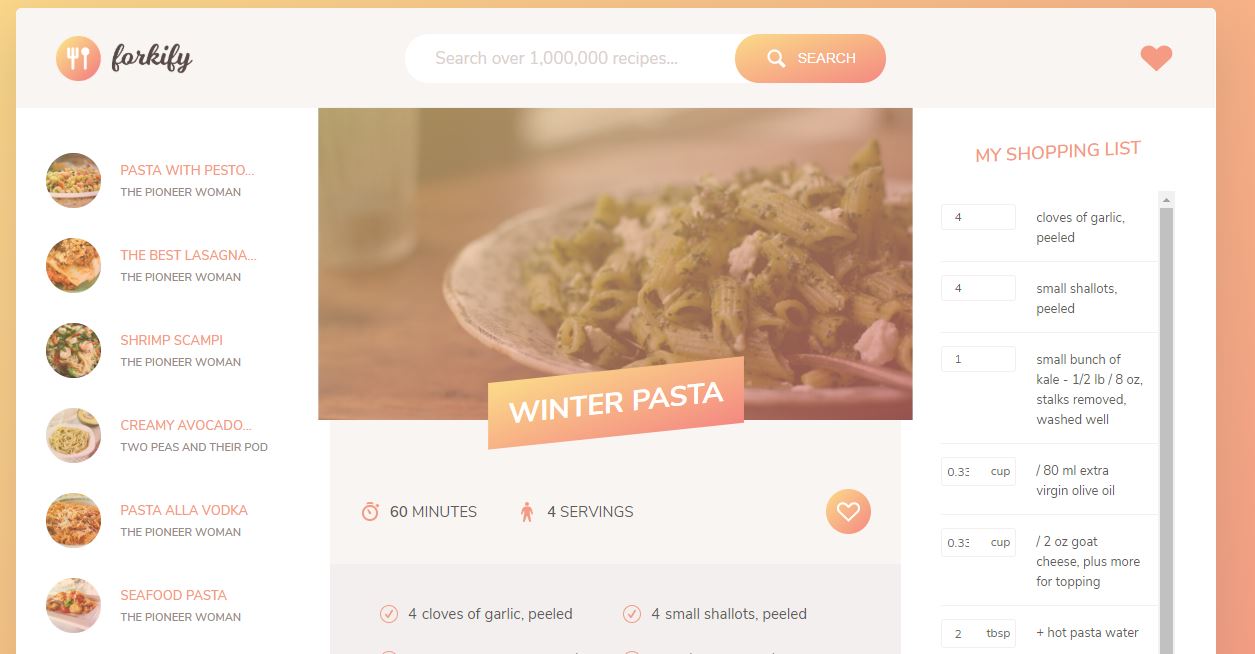 forkify
Search over 1,000,000 recipes...
SEARCH
PASTA WITH PESTO...
THE PIONEER WOMAN
THE BEST LASAGNA...
THE PIONEER WOMAN
SHRIMP SCAMPI
THE PIONEER WOMAN
CREAMY AVOCADO...
TWO PEAS AND THEIR POD
PASTA ALLA VODKA
THE PIONEER WOMAN
SEAFOOD PASTA
THE PIONEER WOMAN
WINTER PASTA
60 MINUTES
4 SERVINGS
4 cloves of garlic, peeled
4 small shallots, peeled
MY SHOPPING LIST
4 cloves of garlic,
peeled
4 small shallots,
peeled
1 small bunch of
kale - 1/2 lb / 8 oz,
stalks removed,
washed well
0.33 cup / 80 ml extra
virgin olive oil
0.33 cup / 2 oz goat
cheese, plus more
for topping
2 tbsp + hot pasta water